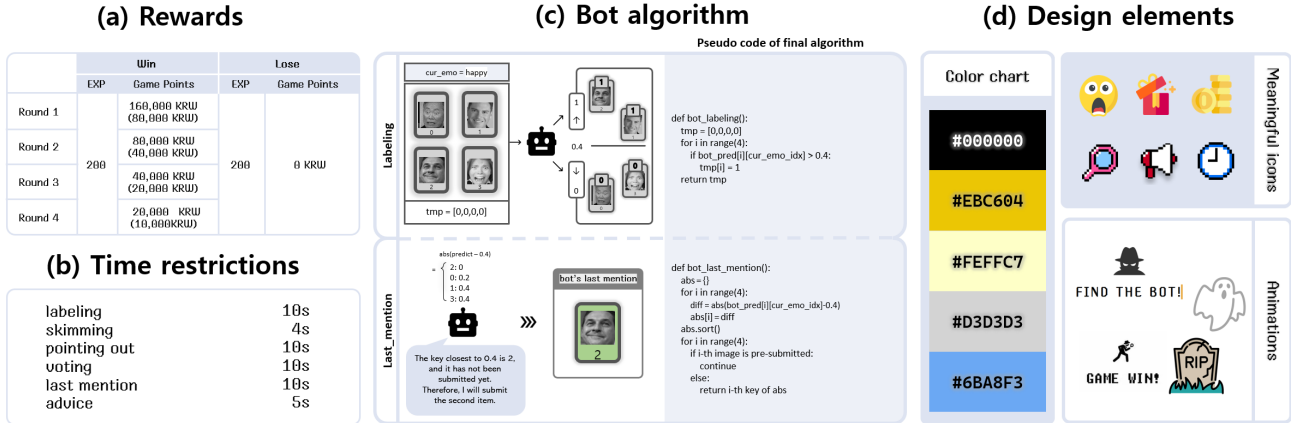 (a) Rewards
Win Lose
EXP Game Points EXP Game Points
Round 1 160,000 KRW
(80,000 KRW)
Round 2 80,000 KRW
(40,000 KRW)
200 200 0 KRW
Round 3 40,000 KRW
(20,000 KRW)
Round 4 20,000 KRW
(10,000KRW)
(b) Time restrictions
labeling 10s
skimming 4s
pointing out 10s
voting 10s
last mention 10s
advice 5s
(c) Bot algorithm
Pseudo code of final algorithm
Labeling
cur_emo = happy
0 1
2 3
tmp = [0,0,0,0]
1
↑
0.4
↓
0
1
1
0
0
def bot_labeling():
tmp = [0,0,0,0]
for i in range(4):
if bot_pred[i][cur_emo_idx] > 0.4:
tmp[i] = 1
return tmp
Last_mention
abs(predict – 0.4)
= { 2: 0
0: 0.2
1: 0.4
3: 0.4
The key closest to 0.4 is 2,
and it has not been
submitted yet.
Therefore, I will submit
the second item.
bot's last mention
2
def bot_last_mention():
abs = {}
for i in range(4):
diff = abs(bot_pred[i][cur_emo_idx]-0.4)
abs[i] = diff
abs.sort()
for i in range(4):
if i-th image is pre-submitted:
continue
else:
return i-th key of abs
(d) Design elements
Color chart
#000000
#EBC604
#FEFFC7
#D3D3D3
#6BA8F3
Meaningful icons
FIND THE BOT!
GAME WIN!
RIP
Animations